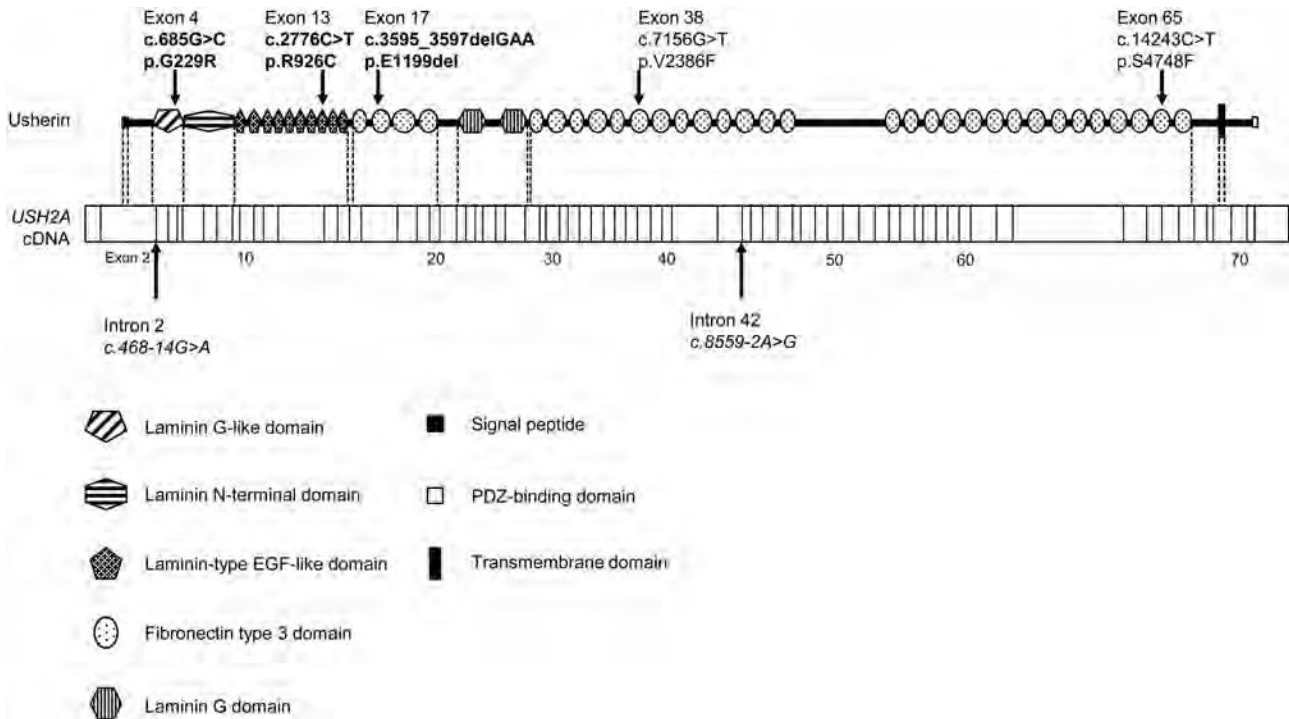 Exon 4
c.685G>C
p.G229R
Exon 13
c.2776C>T
p.R926C
Exon 17
c.3595_3597delGAA
p.E1199del
Exon 38
c.7156G>T
p.V2386F
Exon 65
c.14243C>T
p.S4748F
Usherin
USH2A
cDNA
Exon 2
10
20
30
40
50
60
70
Intron 2
c.468-14G>A
Intron 42
c.8559-2A>G
Laminin G-like domain
Laminin N-terminal domain
Laminin-type EGF-like domain
Fibronectin type 3 domain
Laminin G domain
Signal peptide
PDZ-binding domain
Transmembrane domain